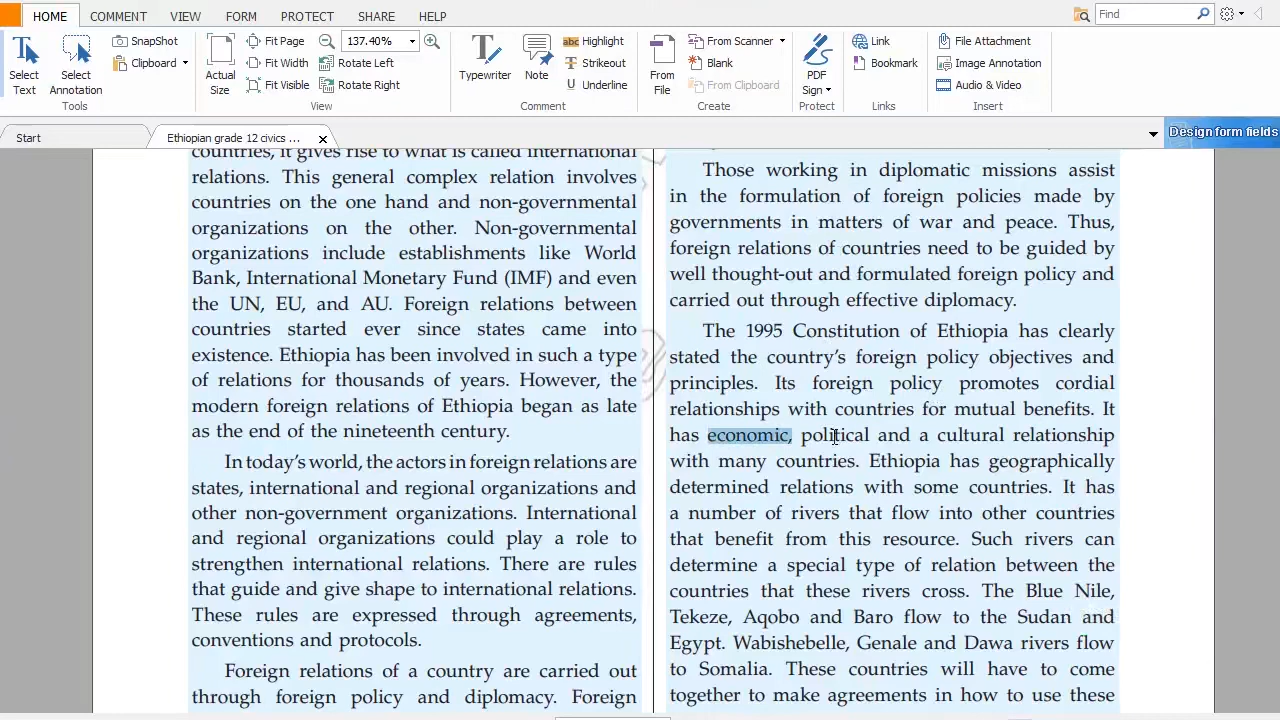 HOME COMMENT VIEW FORM PROTECT SHARE HELP
Find
Select Text
Select Annotation
SnapShot
Clipboard
Tools
Actual Size
Fit Page
Fit Width
Fit Visible
137.40%
Rotate Left
Rotate Right
View
Typewriter
Note
Highlight
Strikeout
Underline
Comment
From File
From Scanner
Blank
From Clipboard
Create
PDF Sign
Protect
Link
Bookmark
Links
File Attachment
Image Annotation
Audio & Video
Insert
Start
Ethiopian grade 12 civics ...
Design form fields
countries, it gives rise to what is called international
relations. This general complex relation involves
countries on the one hand and non-governmental
organizations on the other. Non-governmental
organizations include establishments like World
Bank, International Monetary Fund (IMF) and even
the UN, EU, and AU. Foreign relations between
countries started ever since states came into
existence. Ethiopia has been involved in such a type
of relations for thousands of years. However, the
modern foreign relations of Ethiopia began as late
as the end of the nineteenth century.
In today's world, the actors in foreign relations are
states, international and regional organizations and
other non-government organizations. International
and regional organizations could play a role to
strengthen international relations. There are rules
that guide and give shape to international relations.
These rules are expressed through agreements,
conventions and protocols.
Foreign relations of a country are carried out
through foreign policy and diplomacy. Foreign
Those working in diplomatic missions assist
in the formulation of foreign policies made by
governments in matters of war and peace. Thus,
foreign relations of countries need to be guided by
well thought-out and formulated foreign policy and
carried out through effective diplomacy.
The 1995 Constitution of Ethiopia has clearly
stated the country's foreign policy objectives and
principles. Its foreign policy promotes cordial
relationships with countries for mutual benefits. It
has economic, political and a cultural relationship
with many countries. Ethiopia has geographically
determined relations with some countries. It has
a number of rivers that flow into other countries
that benefit from this resource. Such rivers can
determine a special type of relation between the
countries that these rivers cross. The Blue Nile,
Tekeze, Aqobo and Baro flow to the Sudan and
Egypt. Wabishebelle, Genale and Dawa rivers flow
to Somalia. These countries will have to come
together to make agreements in how to use these